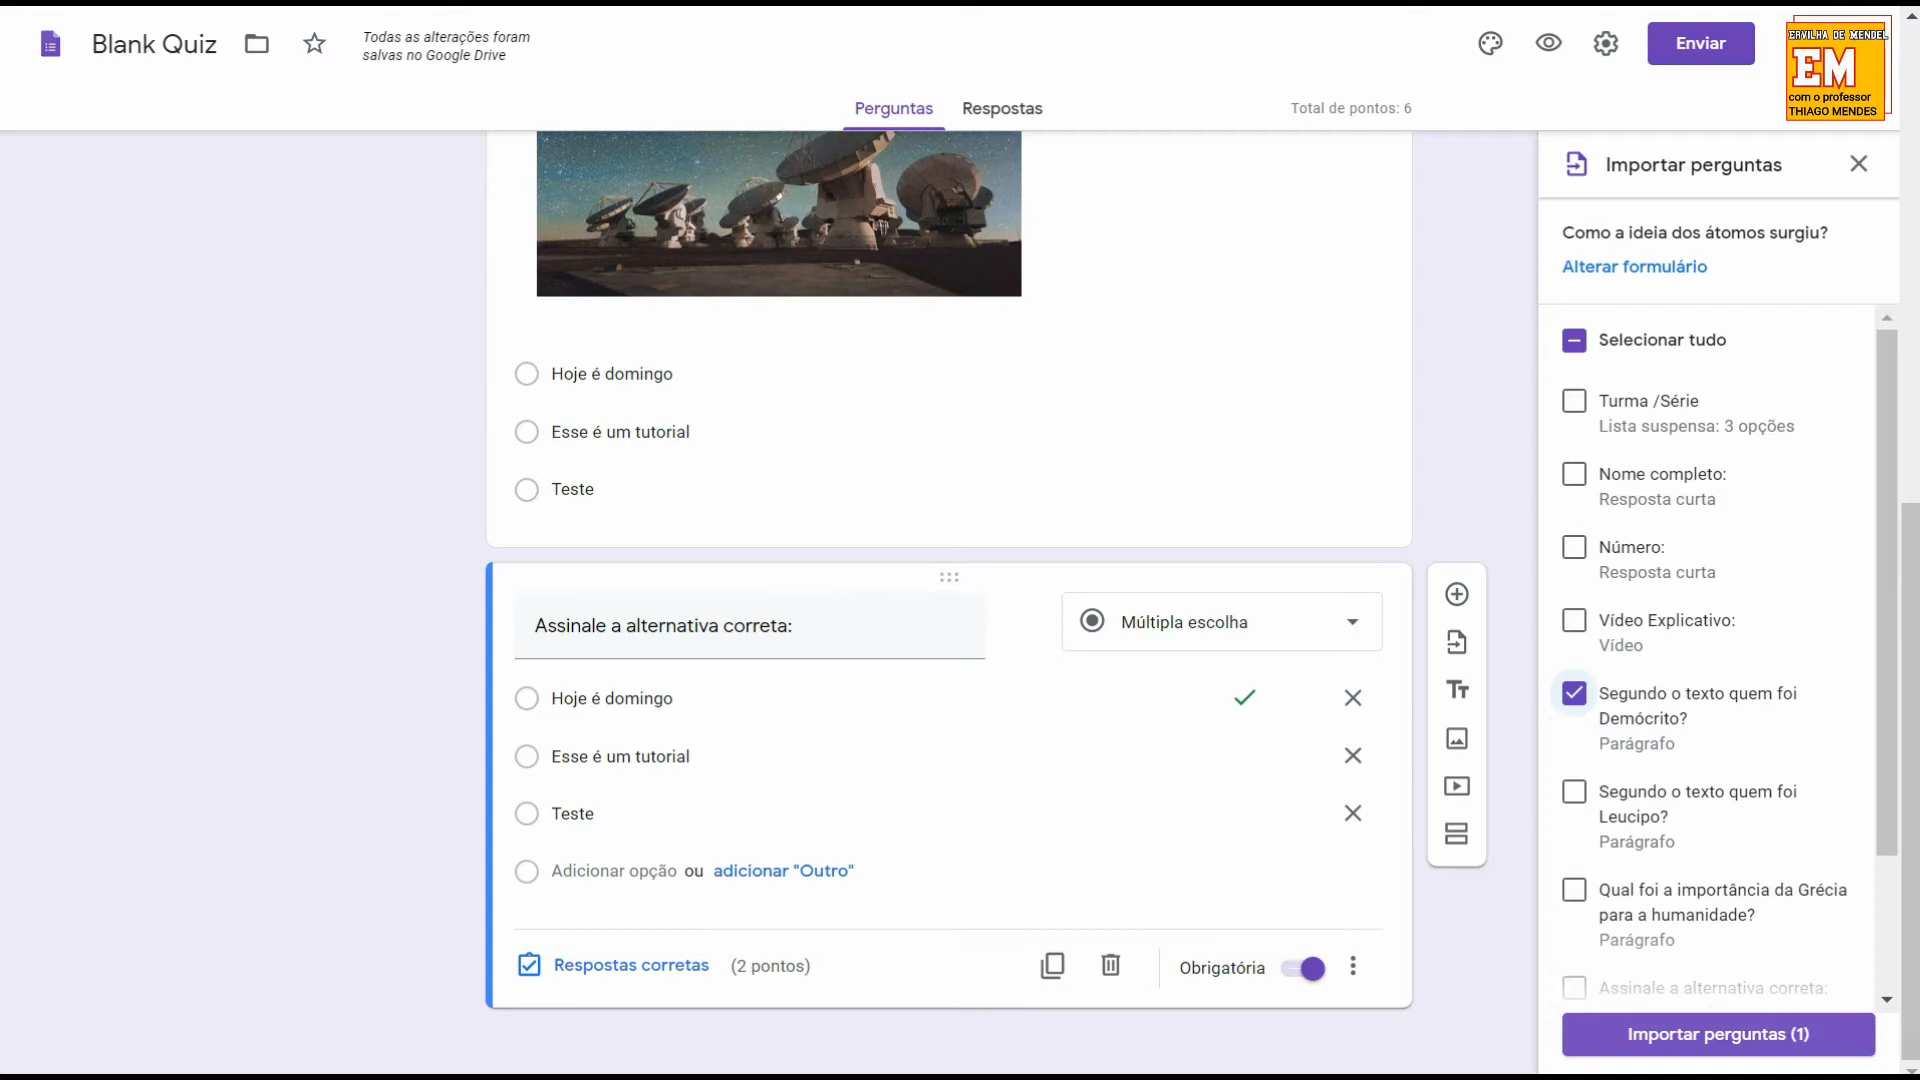 Blank Quiz
Todas as alterações foram
salvas no Google Drive
Enviar
ERVILHA DE MENDEL
EM
com o professor
THIAGO MENDES
Perguntas
Respostas
Total de pontos: 6
Hoje é domingo
Esse é um tutorial
Teste
Assinale a alternativa correta:
Múltipla escolha
Hoje é domingo
Esse é um tutorial
Teste
Adicionar opção ou adicionar "Outro"
Respostas corretas (2 pontos)
Obrigatória
Importar perguntas
Como a ideia dos átomos surgiu?
Alterar formulário
Selecionar tudo
Turma /Série
Lista suspensa: 3 opções
Nome completo:
Resposta curta
Número:
Resposta curta
Vídeo Explicativo:
Vídeo
Segundo o texto quem foi
Demócrito?
Parágrafo
Segundo o texto quem foi
Leucipo?
Parágrafo
Qual foi a importância da Grécia
para a humanidade?
Parágrafo
Assinale a alternativa correta:
Importar perguntas (1)